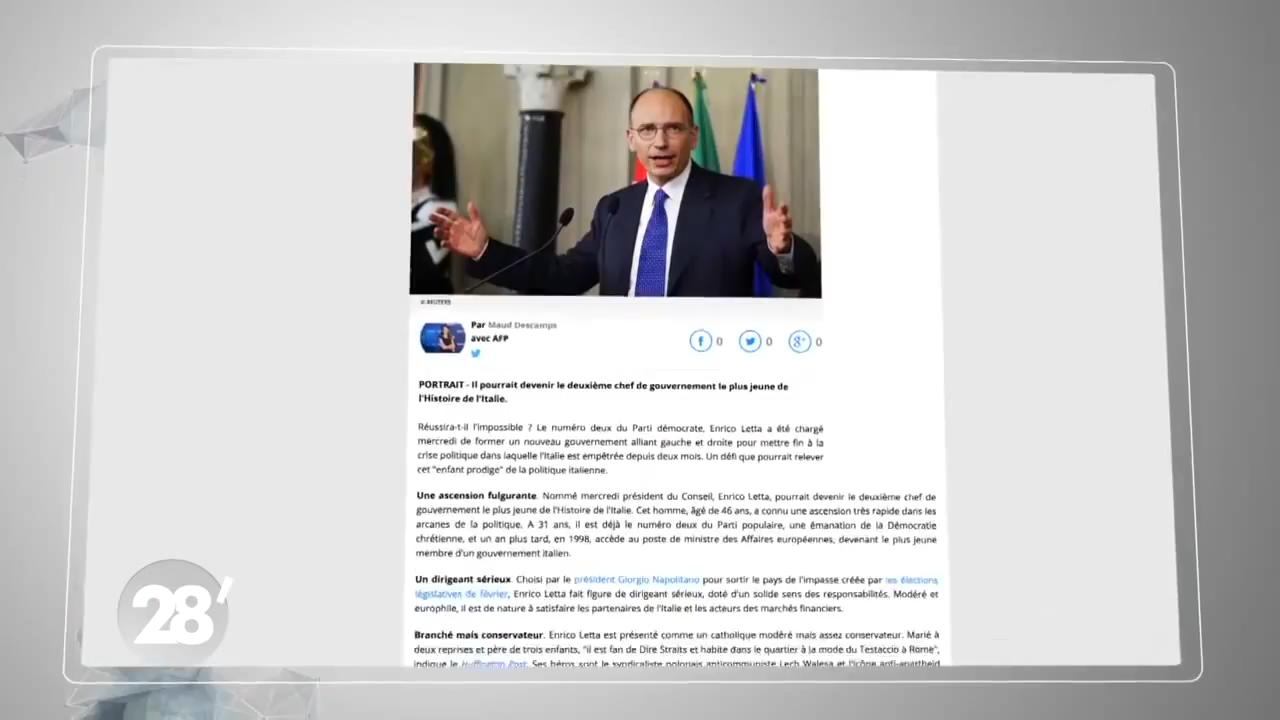 © REUTERS
Par Maud Descamps
avec AFP
0 0 0
PORTRAIT - Il pourrait devenir le deuxième chef de gouvernement le plus jeune de
l'Histoire de l'Italie.
Réussira-t-il l'impossible ? Le numéro deux du Parti démocrate, Enrico Letta a été chargé
mercredi de former un nouveau gouvernement alliant gauche et droite pour mettre fin à la
crise politique dans laquelle l'Italie est empêtrée depuis deux mois. Un défi que pourrait relever
cet "enfant prodige" de la politique italienne.
Une ascension fulgurante. Nommé mercredi président du Conseil, Enrico Letta, pourrait devenir le deuxième chef de
gouvernement le plus jeune de l'Histoire de l'Italie. Cet homme, âgé de 46 ans, a connu une ascension très rapide dans les
arcanes de la politique. A 31 ans, il est déjà le numéro deux du Parti populaire, une émanation de la Démocratie
chrétienne, et un an plus tard, en 1998, accède au poste de ministre des Affaires européennes, devenant le plus jeune
membre d'un gouvernement italien.
Un dirigeant sérieux. Choisi par le président Giorgio Napolitano pour sortir le pays de l'impasse créée par les élections
législatives de février, Enrico Letta fait figure de dirigeant sérieux, doté d'un solide sens des responsabilités. Modéré et
europhile, il est de nature à satisfaire les partenaires de l'Italie et les acteurs des marchés financiers.
Branché mais conservateur. Enrico Letta est présenté comme un catholique modéré mais assez conservateur. Marié à
deux reprises et père de trois enfants, "il est fan de Dire Straits et habite dans le quartier à la mode du Testaccio à Rome",
indique le Huffington Post. Ses héros sont le syndicaliste polonais anticommuniste Lech Walesa et l'icône anti-apartheid
28'